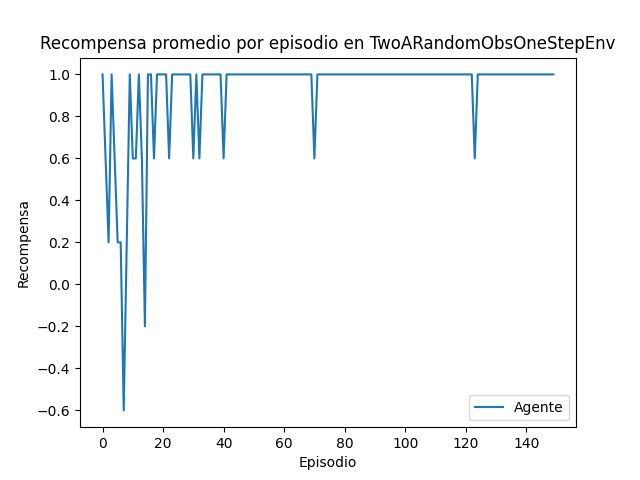 Recompensa promedio por episodio en TwoARandomObsOneStepEnv
1.0
0.8
0.6
0.4
0.2
0.0
−0.2
−0.4
−0.6
Recompensa
Agente
0 20 40 60 80 100 120 140
Episodio